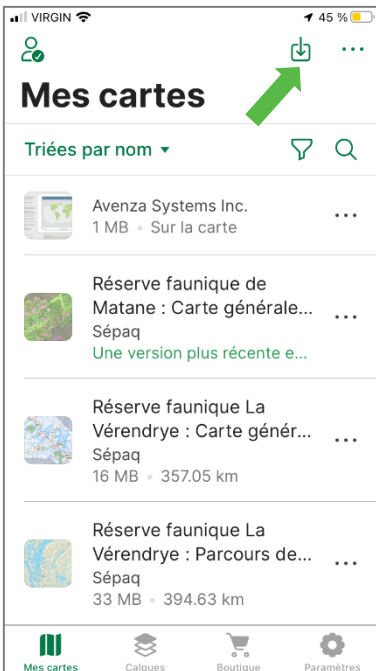 VIRGIN
45 %
Mes cartes
Triées par nom
Avenza Systems Inc.
1 MB • Sur la carte
Réserve faunique de
Matane : Carte générale...
Sépaq
Une version plus récente e...
Réserve faunique La
Vérendrye : Carte génér...
Sépaq
16 MB • 357.05 km
Réserve faunique La
Vérendrye : Parcours de...
Sépaq
33 MB • 394.63 km
Mes cartes Calques Boutique Paramètres